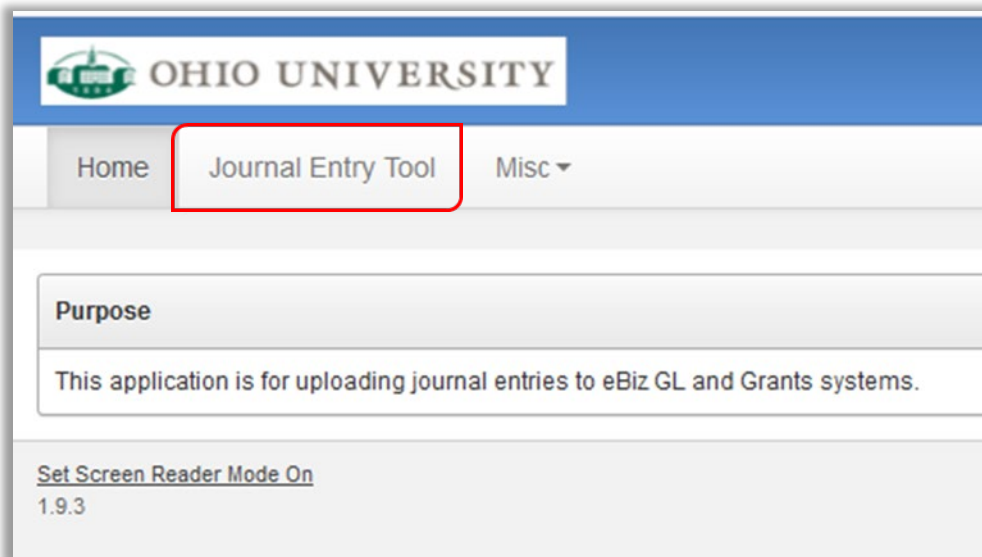 OHIO UNIVERSITY
Home Journal Entry Tool Misc
Purpose
This application is for uploading journal entries to eBiz GL and Grants systems.
Set Screen Reader Mode On
1.9.3